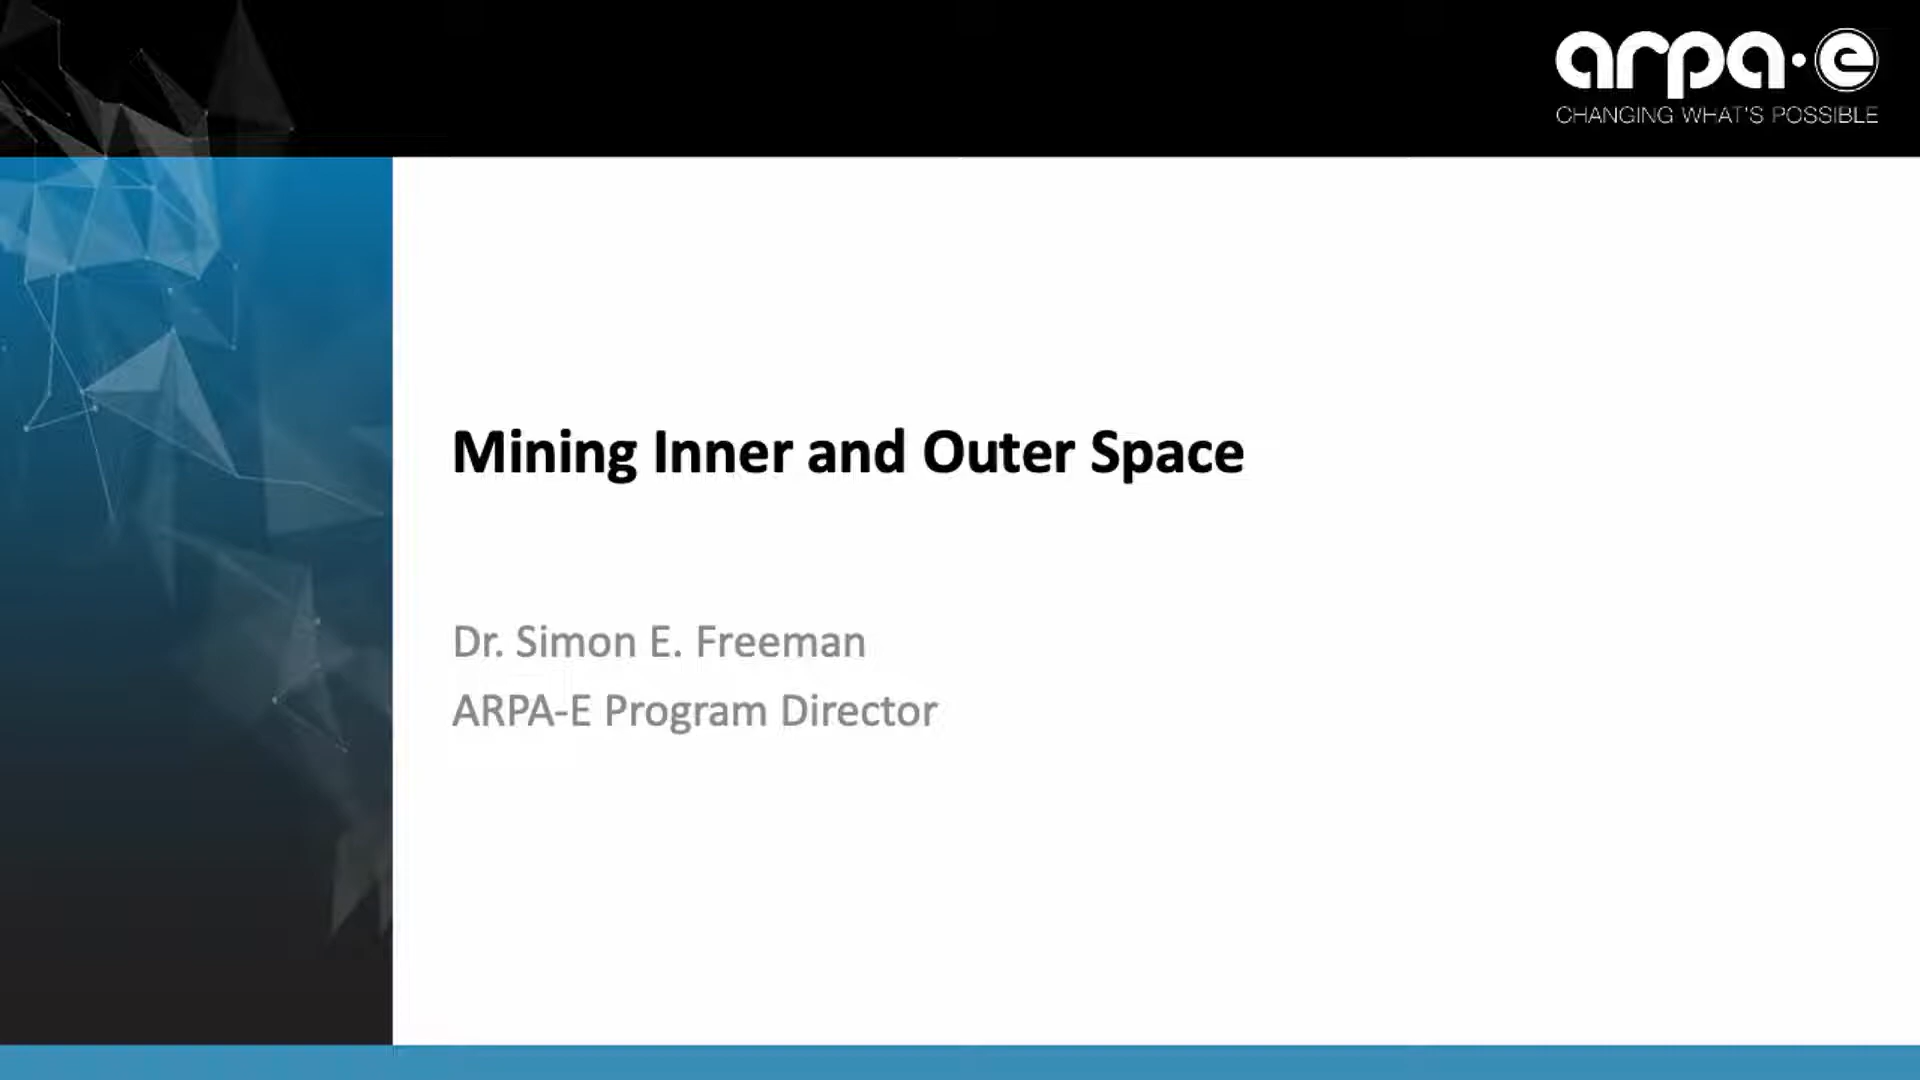 arpa·e
CHANGING WHAT'S POSSIBLE
Mining Inner and Outer Space
Dr. Simon E. Freeman
ARPA-E Program Director